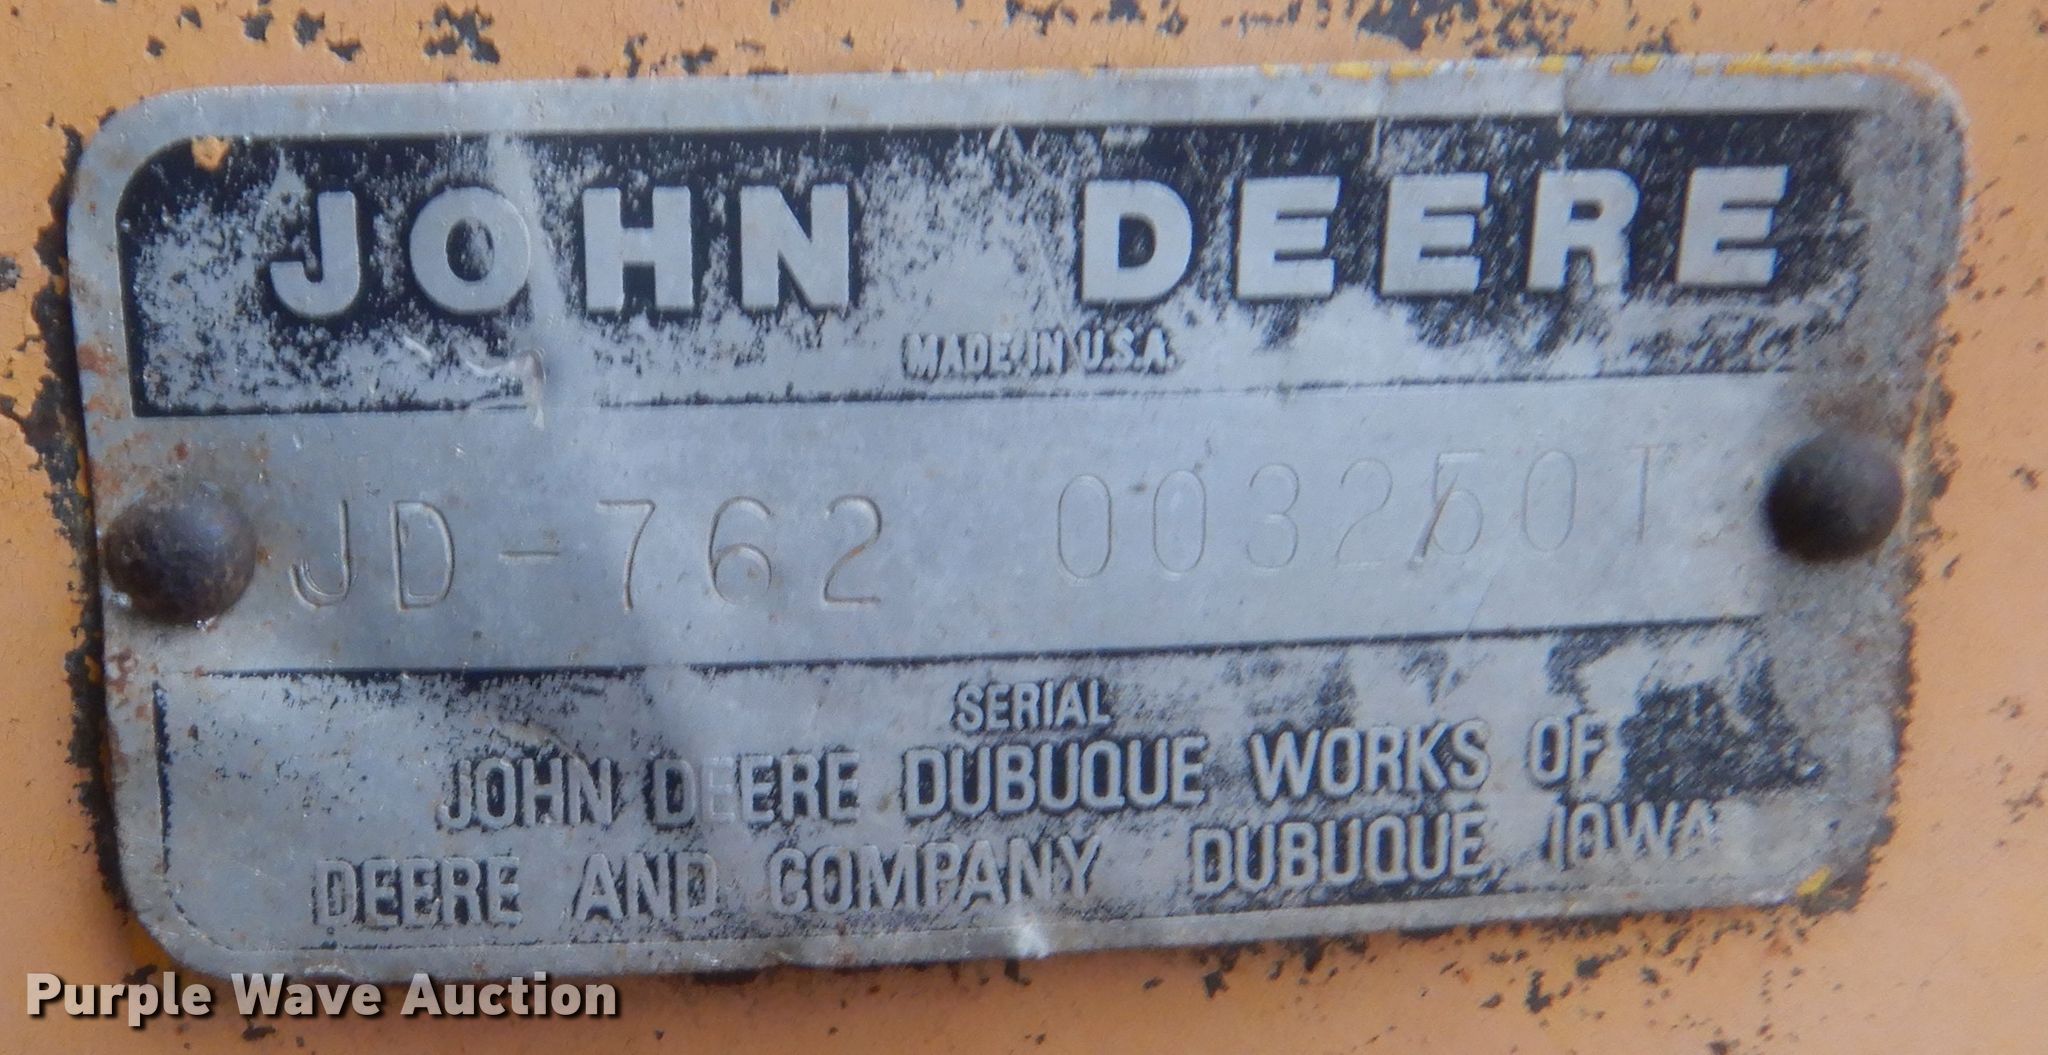 JOHN DEERE
MADE IN U.S.A.
JD-762 003250T
SERIAL
JOHN DEERE DUBUQUE WORKS OF
DEERE AND COMPANY DUBUQUE, IOWA
Purple Wave Auction